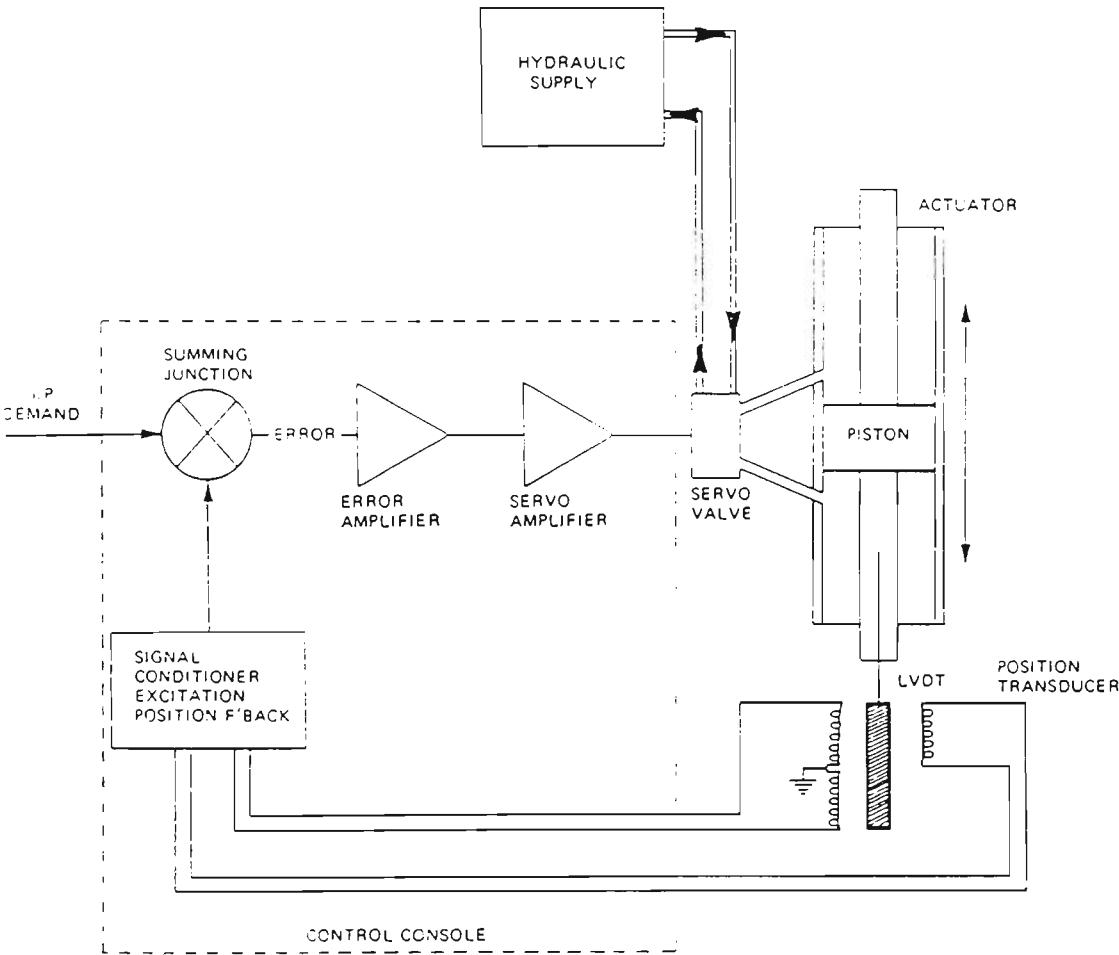 HYDRAULIC
SUPPLY
ACTUATOR
SUMMING
JUNCTION
DEMAND
ERROR
PISTON
ERROR
AMPLIFIER
SERVO
AMPLIFIER
SERVO
VALVE
SIGNAL
CONDITIONER
EXCITATION
POSITION F'BACK
LVDT
POSITION
TRANSDUCER
CONTROL CONSOLE